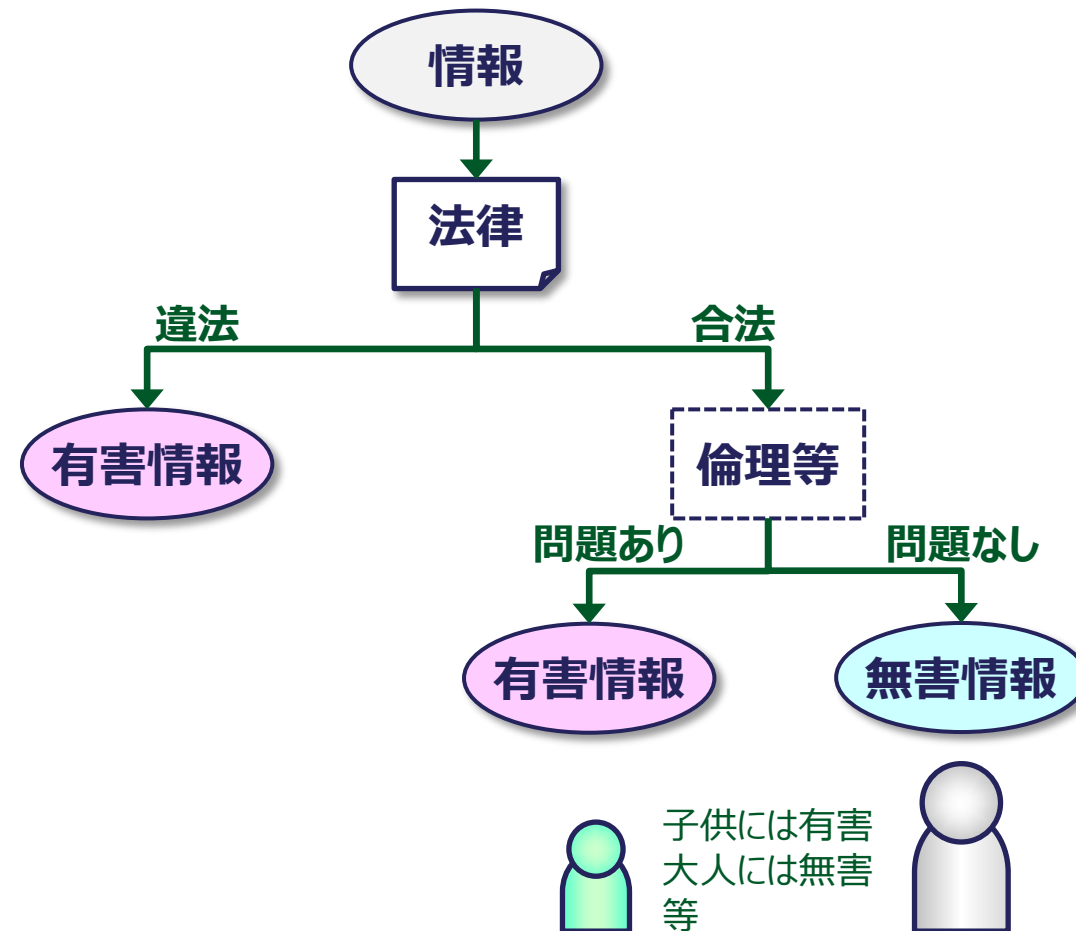 情報
法律
違法
合法
有害情報
倫理等
問題あり
問題なし
有害情報
無害情報
子供には有害
大人には無害
等